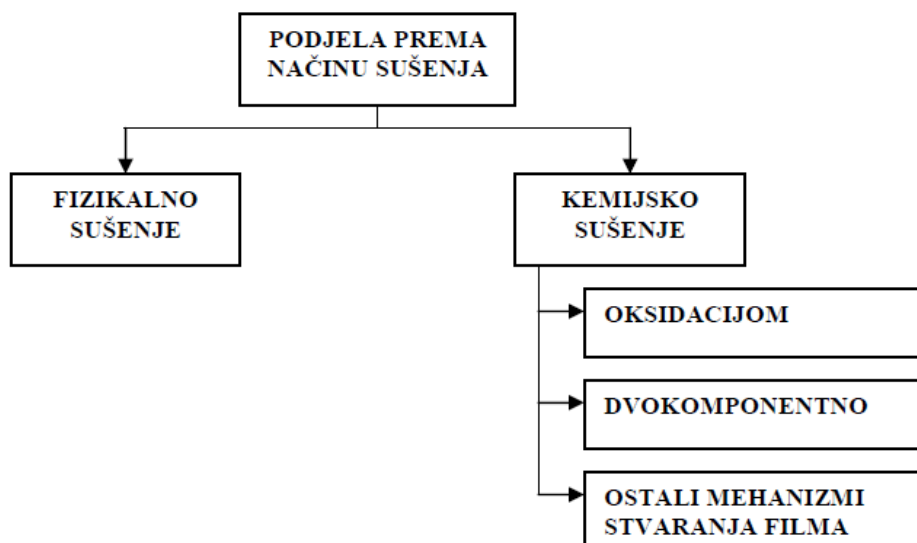 PODJELA PREMA
NAČINU SUŠENJA
FIZIKALNO
SUŠENJE
KEMIJSKO
SUŠENJE
OKSIDACIJOM
DVOKOMPONENTNO
OSTALI MEHANIZMI
STVARANJA FILMA